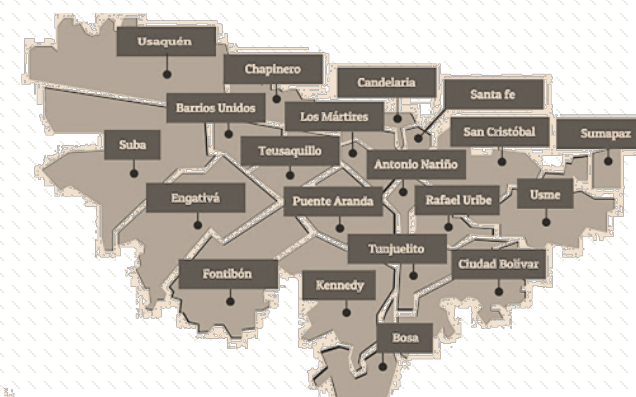 Usaquén
Chapinero
Candelaria
Santa fe
Barrios Unidos
Los Mártires
San Cristóbal
Sumapaz
Suba
Teusaquillo
Antonio Nariño
Engativá
Puente Aranda
Rafael Uribe
Usme
Tunjuelito
Ciudad Bolívar
Fontibón
Kennedy
Bosa